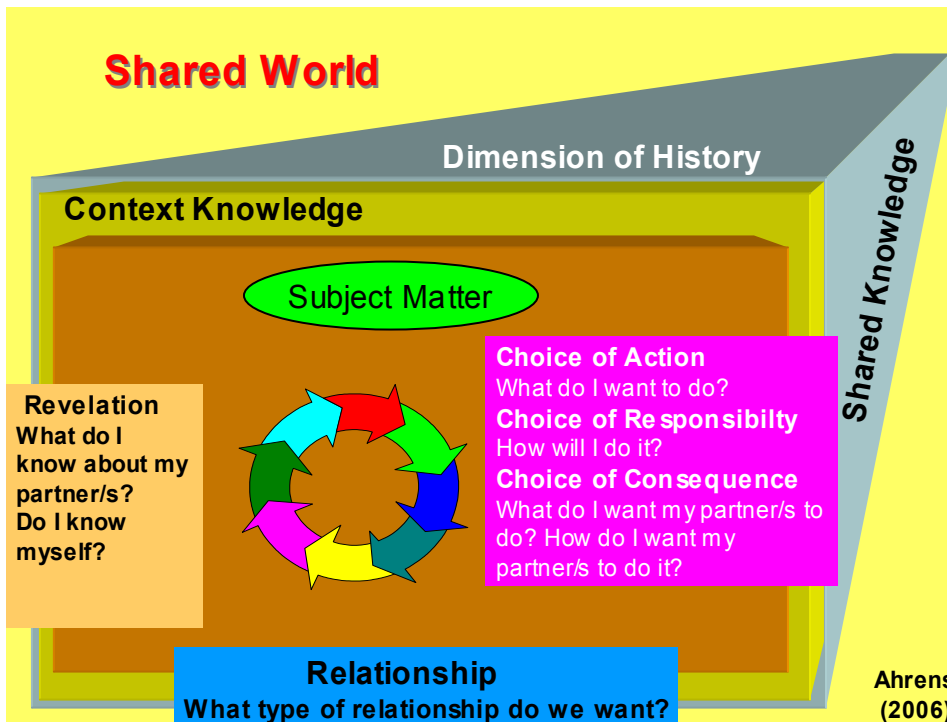 Shared World
Dimension of History
Shared Knowledge
Context Knowledge
Subject Matter
Choice of Action
What do I want to do?
Choice of Responsibilty
How will I do it?
Choice of Consequence
What do I want my partner/s to
do? How do I want my
partner/s to do it?
Revelation
What do I
know about my
partner/s?
Do I know
myself?
Relationship
What type of relationship do we want?
Ahrens
(2006)